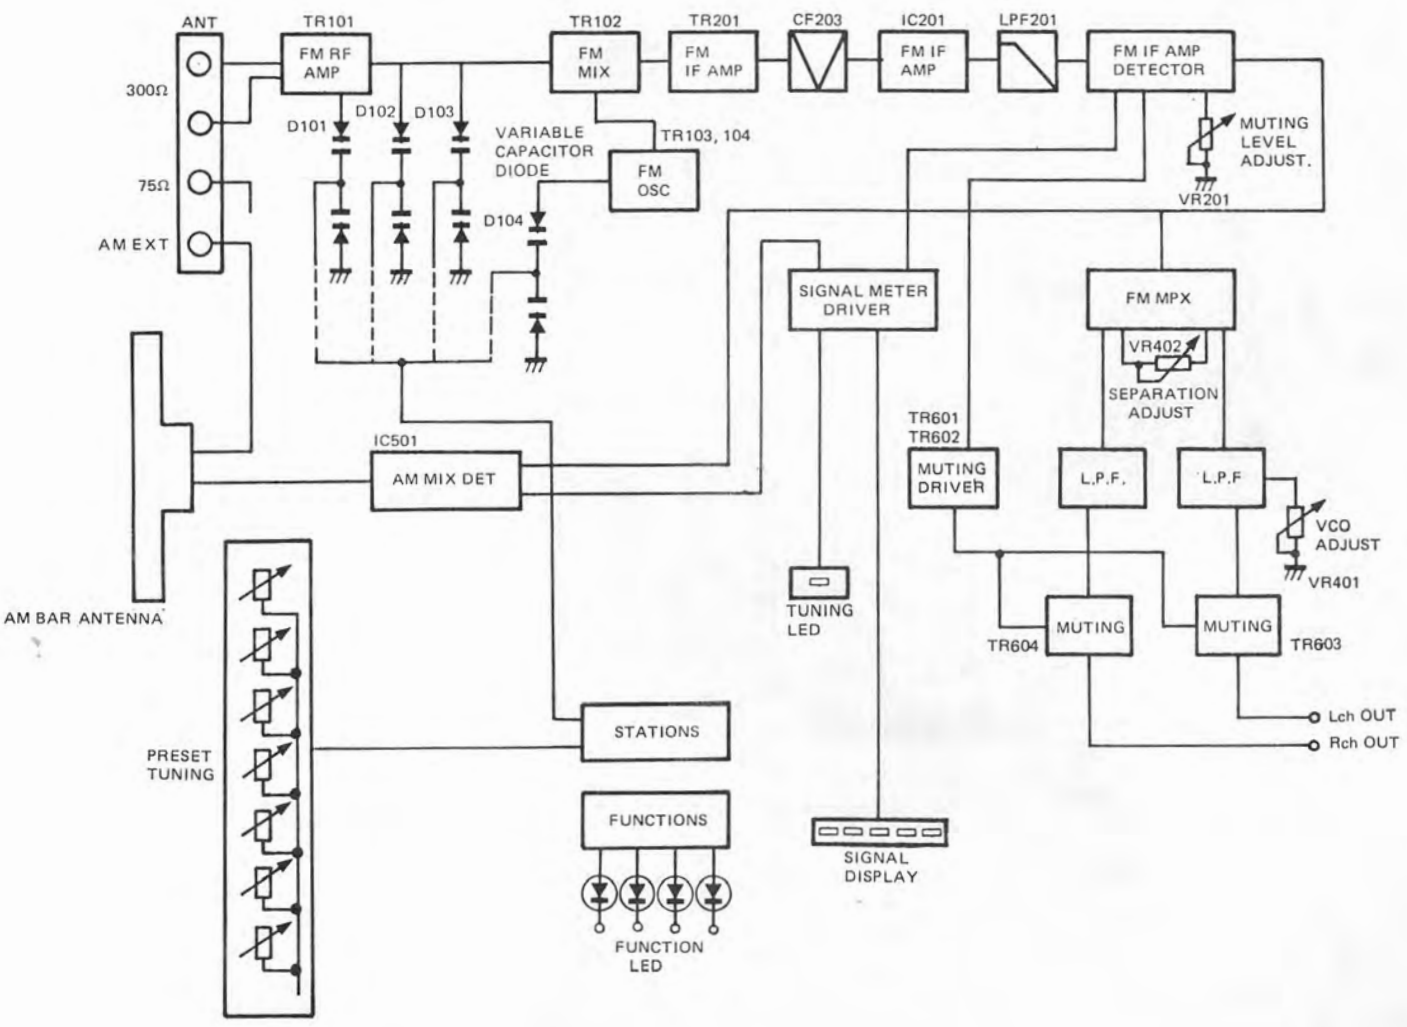 ANT
300Ω
75Ω
AM EXT
TR101
FM RF
AMP
D101
D102
D103
VARIABLE
CAPACITOR
DIODE
D104
TR102
FM
MIX
TR103, 104
FM
OSC
TR201
FM
IF AMP
CF203
IC201
FM IF
AMP
LPF201
FM IF AMP
DETECTOR
MUTING
LEVEL
ADJUST.
VR201
SIGNAL METER
DRIVER
FM MPX
VR402
SEPARATION
ADJUST
TR601
TR602
MUTING
DRIVER
L.P.F.
L.P.F
VCO
ADJUST
VR401
IC501
AM MIX DET
AM BAR ANTENNA
TUNING
LED
TR604
MUTING
MUTING
TR603
Lch OUT
Rch OUT
PRESET
TUNING
STATIONS
FUNCTIONS
FUNCTION
LED
SIGNAL
DISPLAY